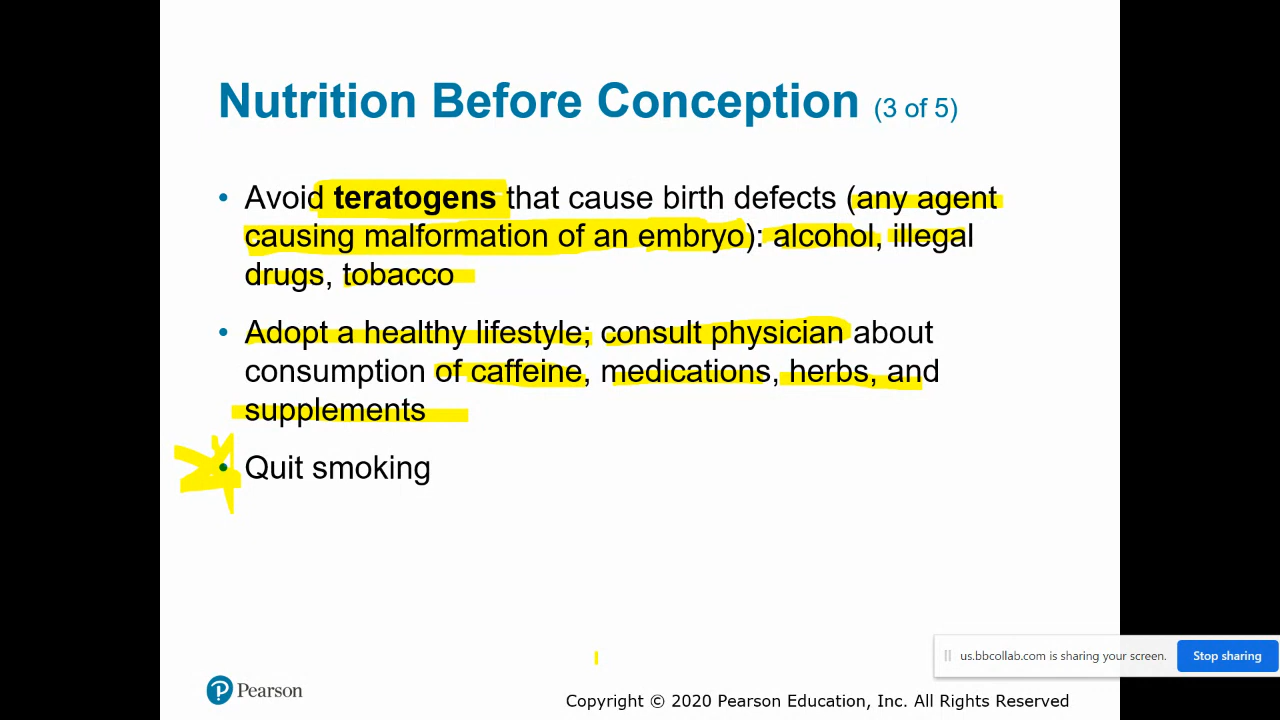 Nutrition Before Conception (3 of 5)
• Avoid teratogens that cause birth defects (any agent
causing malformation of an embryo): alcohol, illegal
drugs, tobacco
• Adopt a healthy lifestyle; consult physician about
consumption of caffeine, medications, herbs, and
supplements
• Quit smoking
us.bbcollab.com is sharing your screen. Stop sharing
Pearson
Copyright © 2020 Pearson Education, Inc. All Rights Reserved